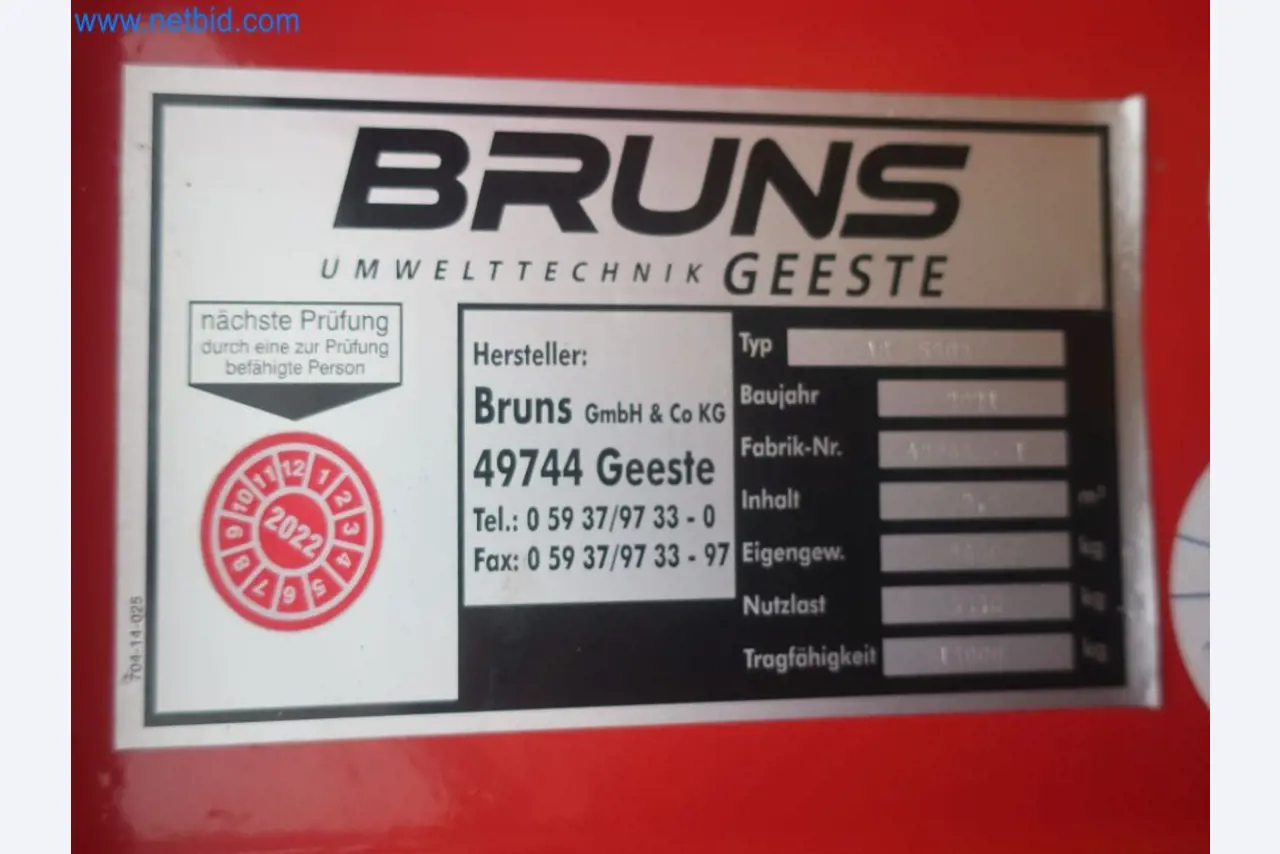 www.netbid.com
BRUNS
UMWELTTECHNIK GEESTE
nächste Prüfung
durch eine zur Prüfung
befähigte Person
12 1 2 3 4 5 6 7 8 9 10 11
2022
704-14-025
Hersteller:
Bruns GmbH & Co KG
49744 Geeste
Tel.: 0 59 37/97 33 - 0
Fax: 0 59 37/97 33 - 97
Typ
Baujahr
Fabrik-Nr.
Inhalt m³
Eigengew. kg
Nutzlast kg
Tragfähigkeit kg